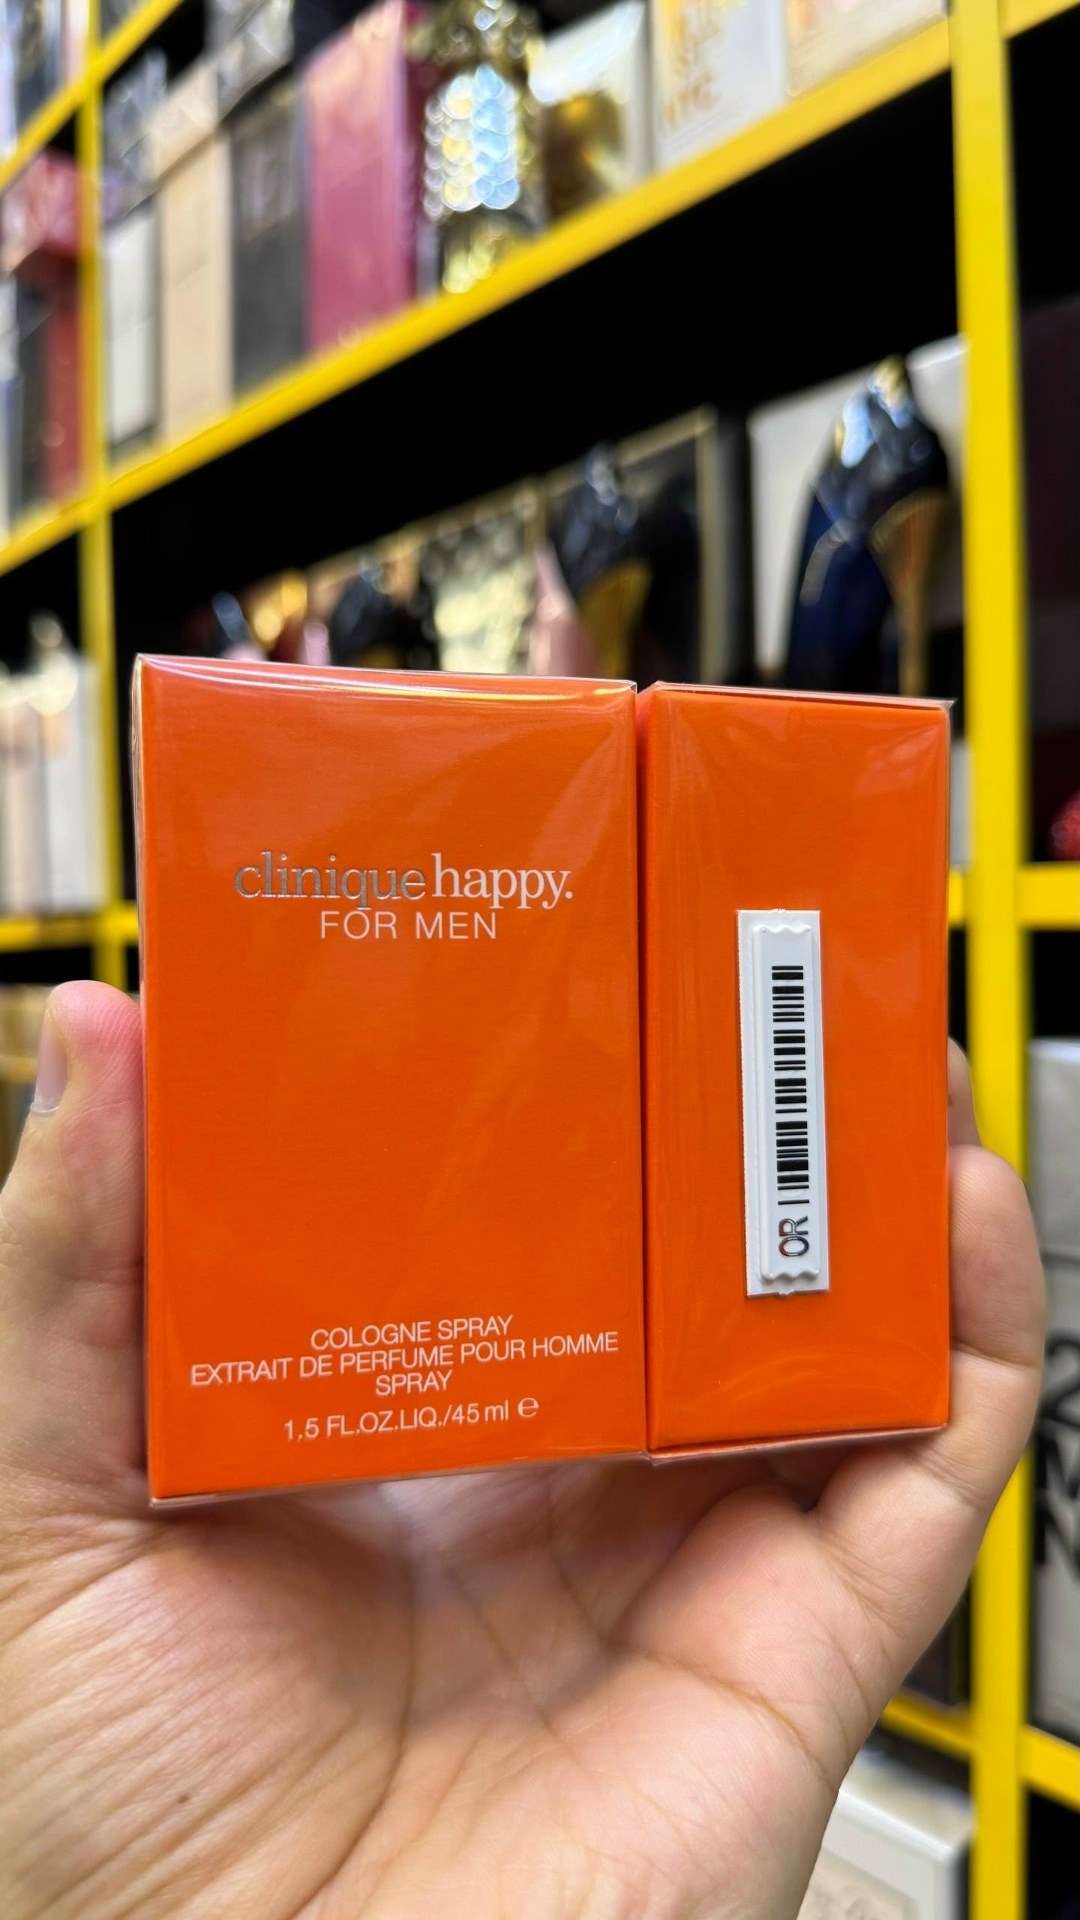 clinique happy.
FOR MEN
COLOGNE SPRAY
EXTRAIT DE PERFUME POUR HOMME
SPRAY
1.5 FL.OZ.LIQ./45 ml ℮
OR